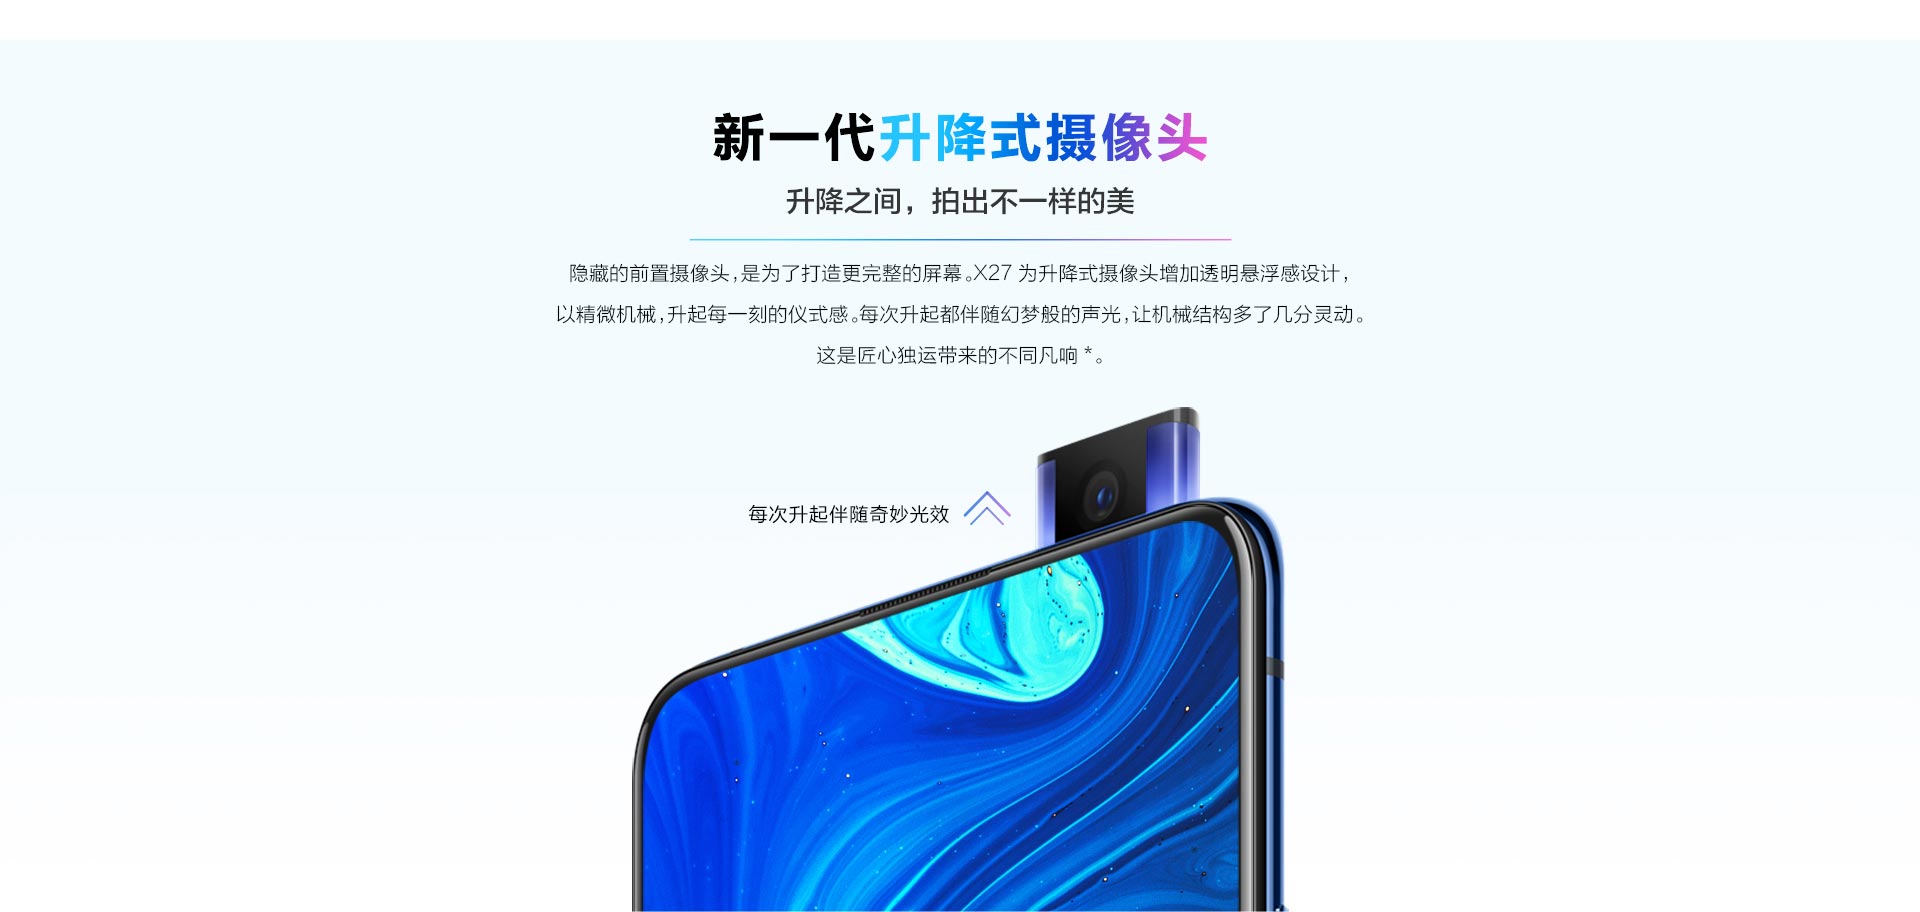 新一代升降式摄像头
升降之间，拍出不一样的美
隐藏的前置摄像头，是为了打造更完整的屏幕。X27 为升降式摄像头增加透明悬浮感设计，
以精微机械，升起每一刻的仪式感。每次升起都伴随幻梦般的声光，让机械结构多了几分灵动。
这是匠心独运带来的不同凡响 *。
每次升起伴随奇妙光效